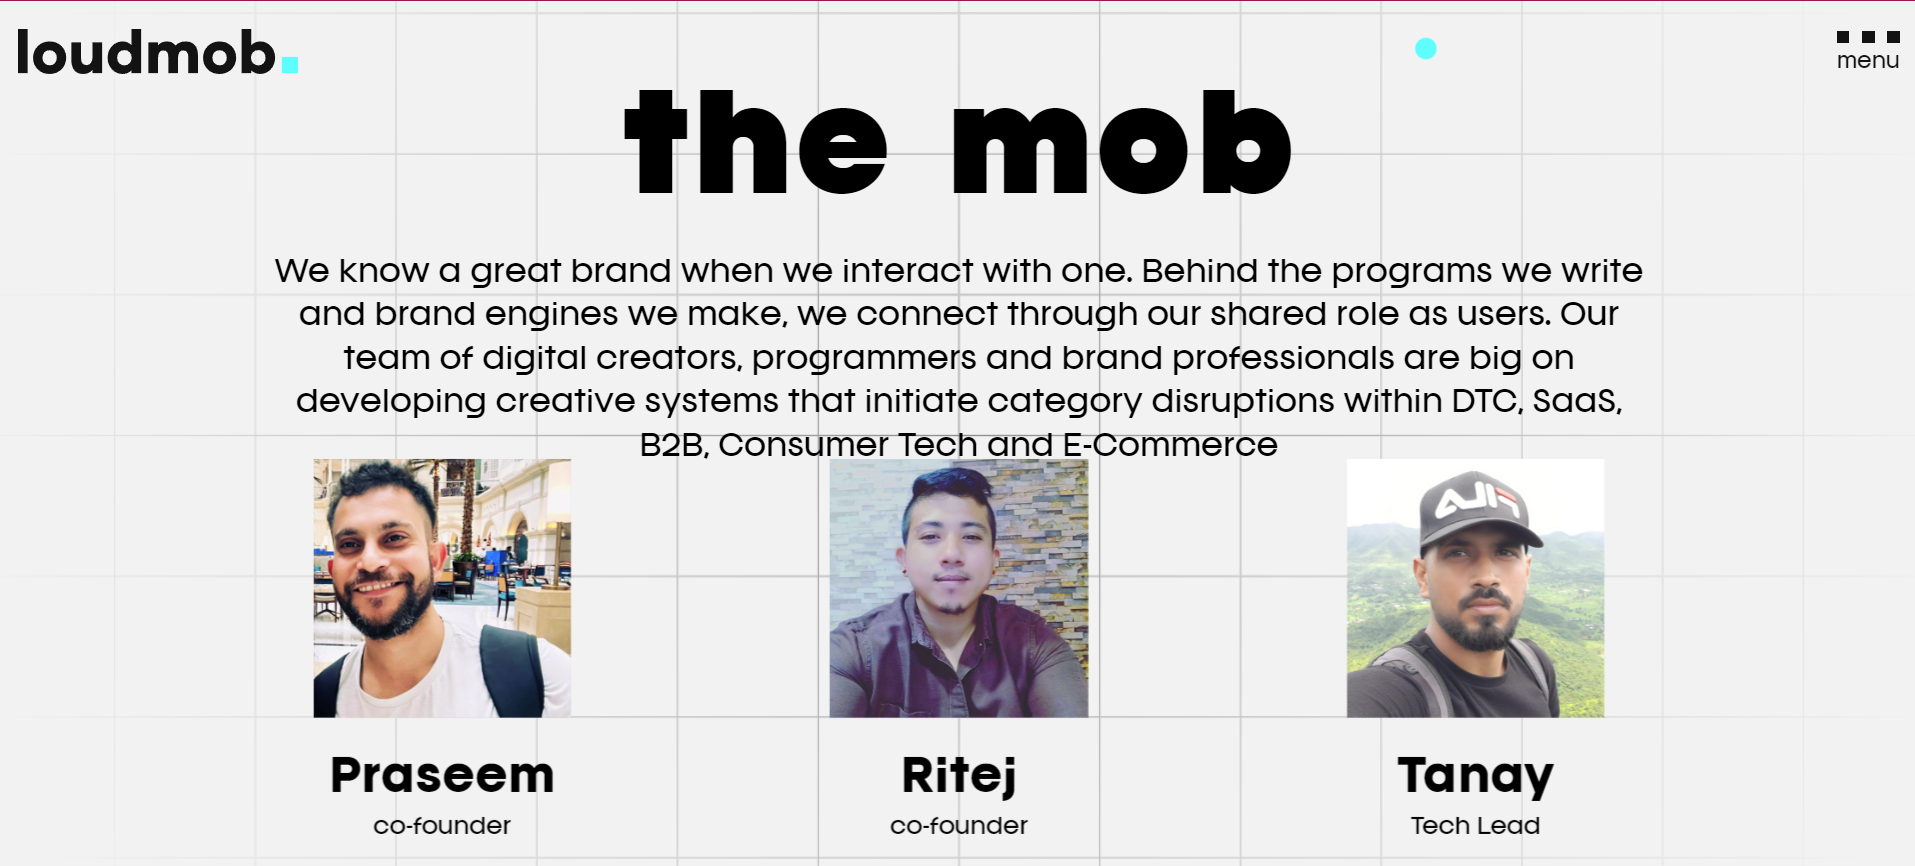 loudmob.
menu
the mob
We know a great brand when we interact with one. Behind the programs we write
and brand engines we make, we connect through our shared role as users. Our
team of digital creators, programmers and brand professionals are big on
developing creative systems that initiate category disruptions within DTC, SaaS,
B2B, Consumer Tech and E-Commerce
FILA
Praseem
Ritej
Tanay
co-founder
co-founder
Tech Lead